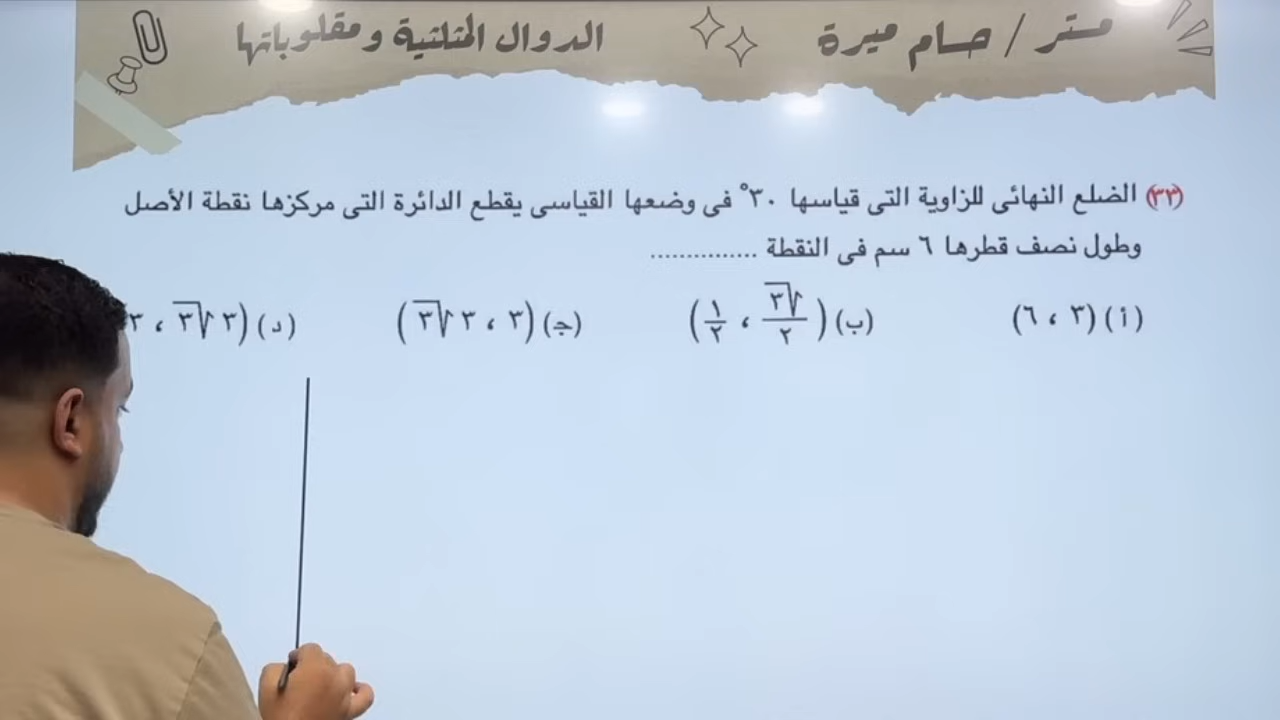 مستر / حسام ميرة
الدوال المثلثية ومقلوباتها
(٣٣) الضلع النهائى للزاوية التى قياسها ٣٠° فى وضعها القياسى يقطع الدائرة التى مركزها نقطة الأصل
وطول نصف قطرها ٦ سم فى النقطة ...............
(أ) (٣ ، ٦) (ب) (√٣/٢ ، ١/٢) (جـ) (٣ ، ٣√٣) (د) (٣√٣ ، ٣